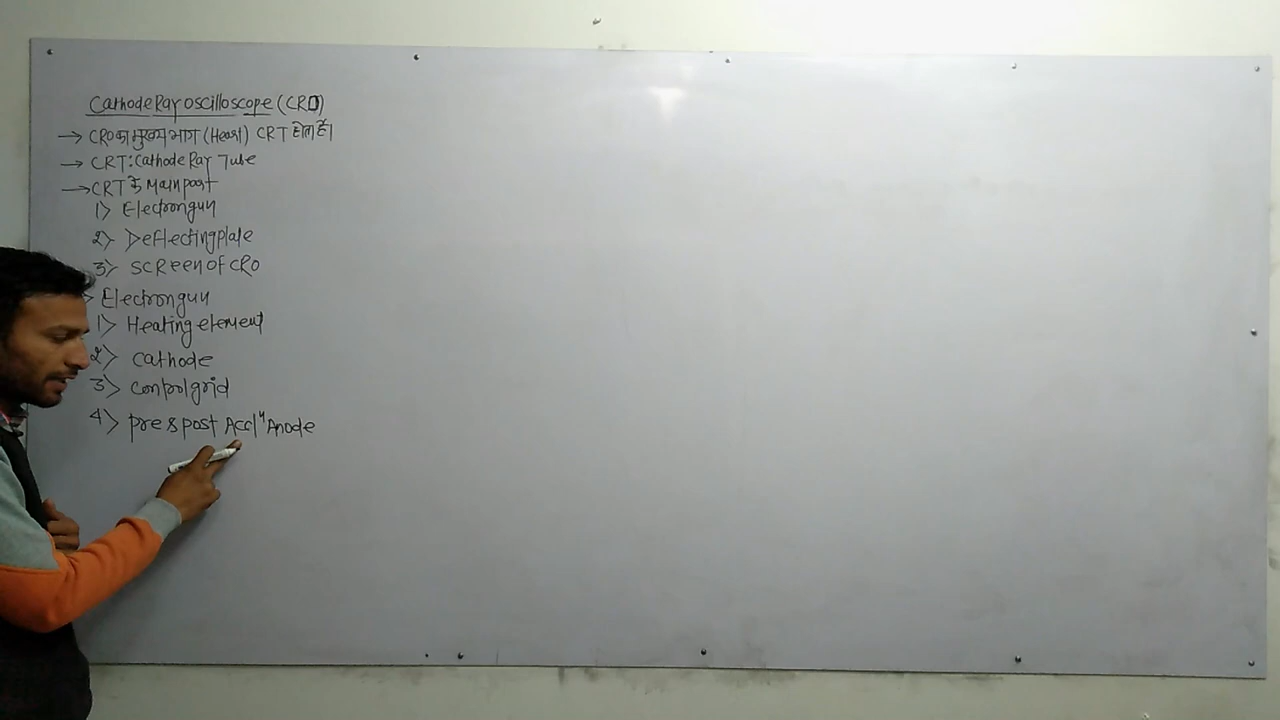 Cathode Ray oscilloscope (CRO)
→ CRO का मुख्य भाग (Heart) CRT होता है।
→ CRT: Cathode Ray Tube
→ CRT के Main part
1> Electron gun
2> Deflecting plate
3> SCReen of CRO
> Electron gun
1> Heating element
2> Cathode
3> Control grid
4> pre & post Acclⁿ Anode